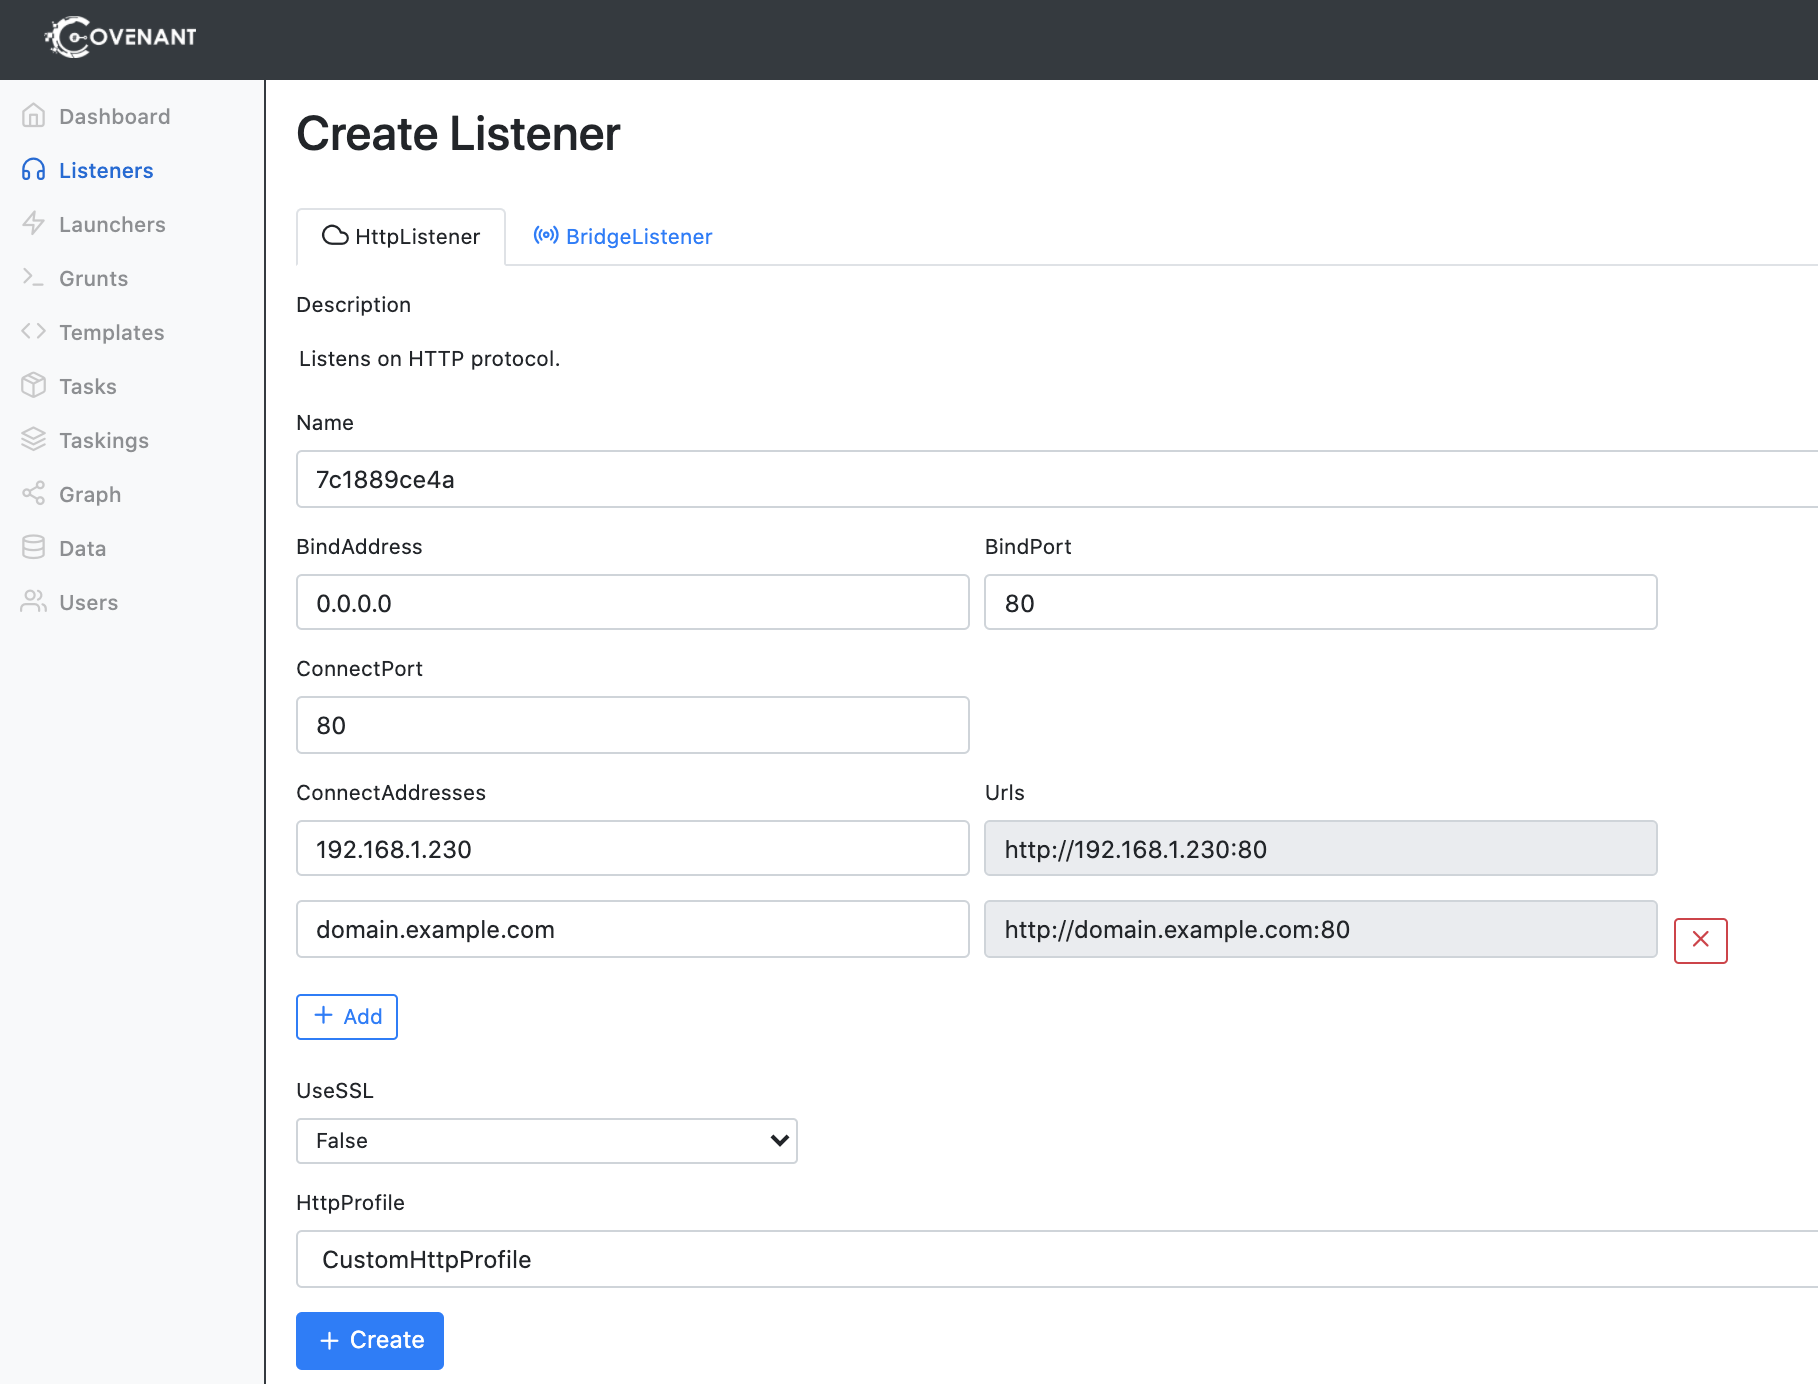 COVENANT
Dashboard
Listeners
Launchers
Grunts
Templates
Tasks
Taskings
Graph
Data
Users
Create Listener
HttpListener
BridgeListener
Description
Listens on HTTP protocol.
Name
7c1889ce4a
BindAddress
BindPort
0.0.0.0
80
ConnectPort
80
ConnectAddresses
Urls
192.168.1.230
http://192.168.1.230:80
domain.example.com
http://domain.example.com:80
+ Add
UseSSL
False
HttpProfile
CustomHttpProfile
+ Create